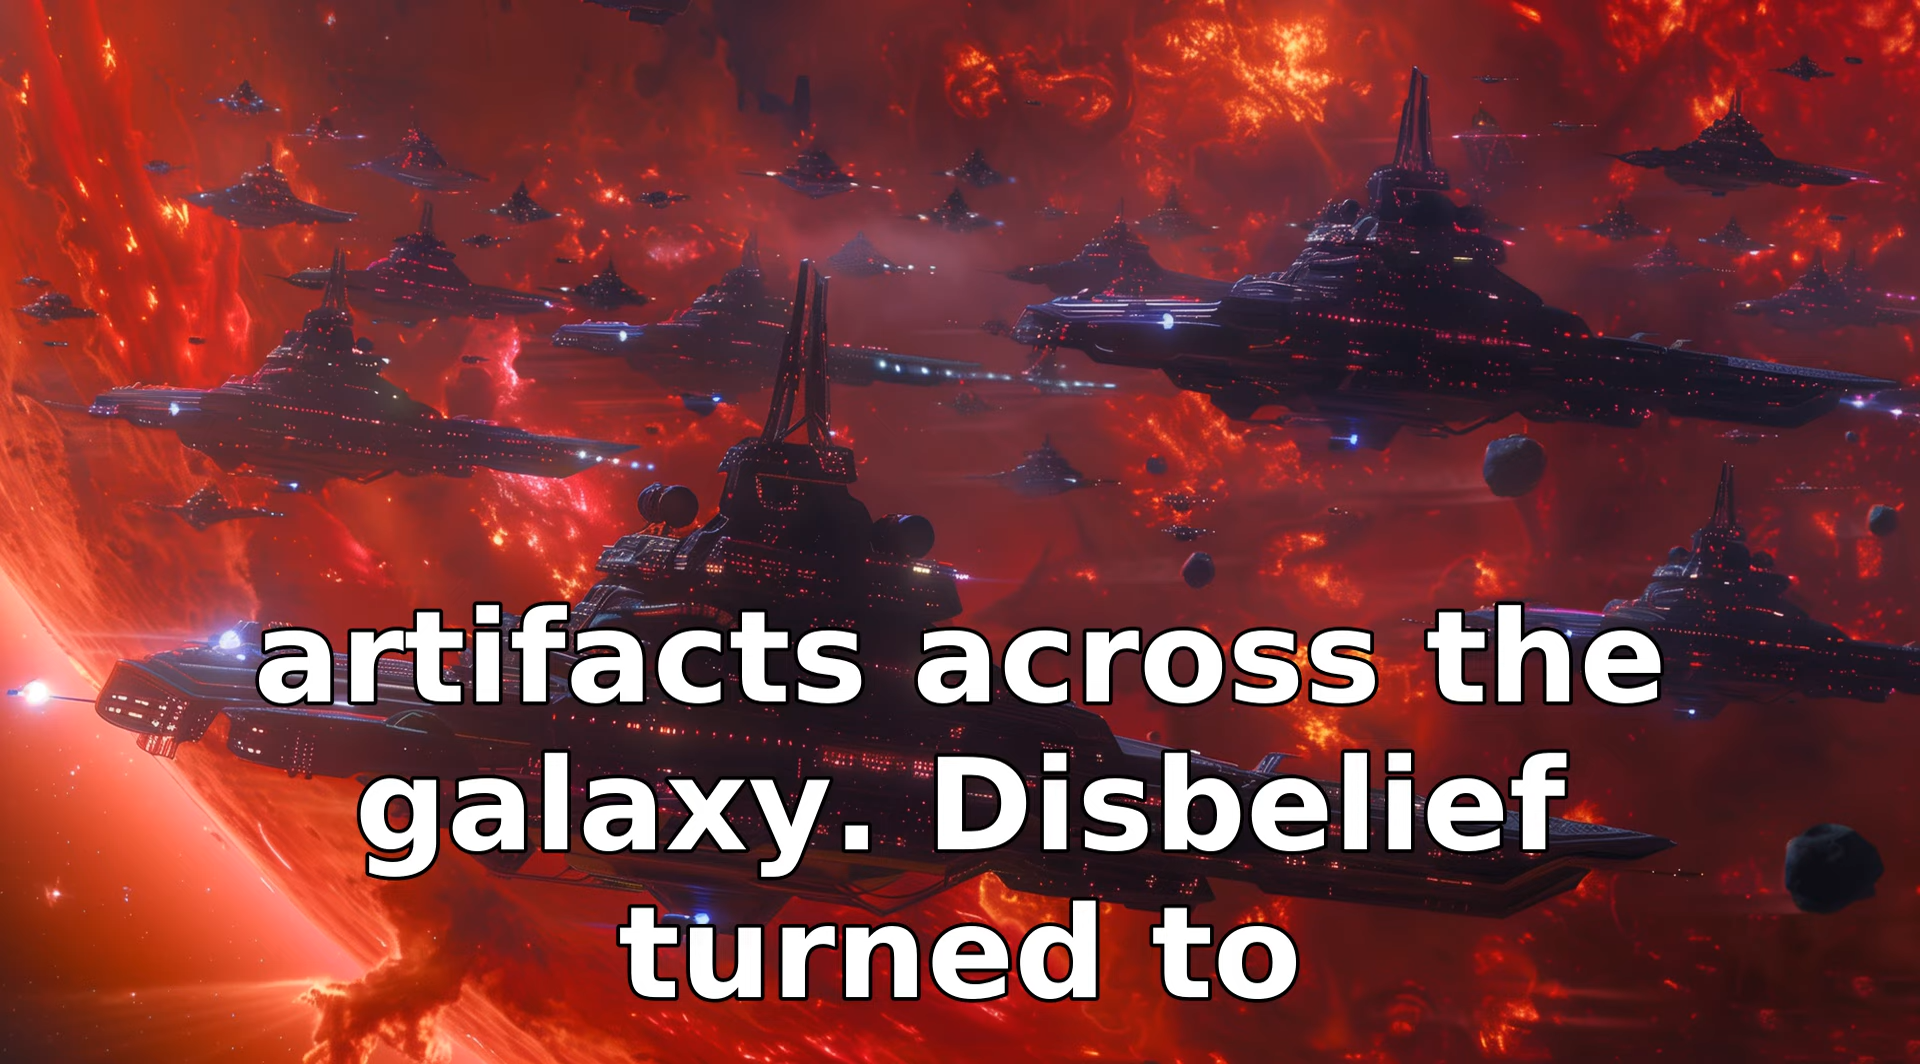 artifacts across the
galaxy. Disbelief
turned to